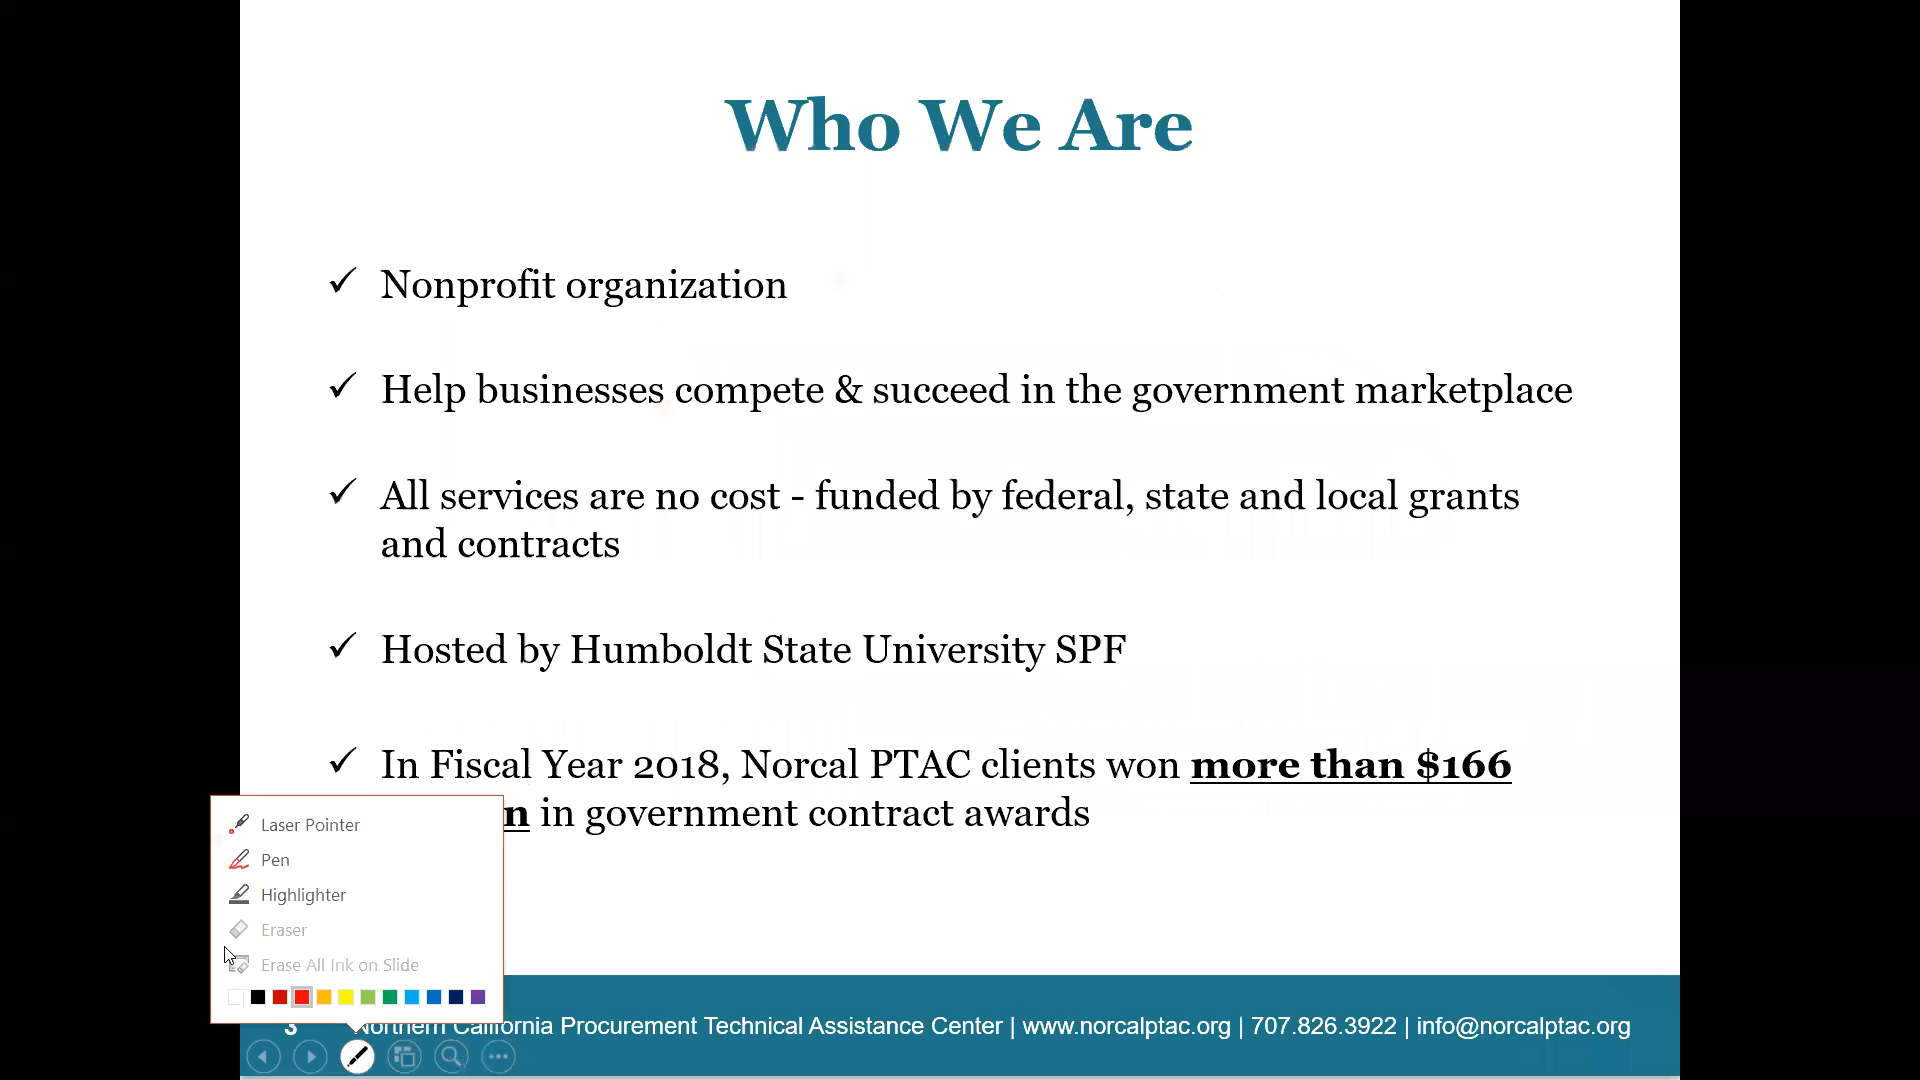 Who We Are
✓ Nonprofit organization
✓ Help businesses compete & succeed in the government marketplace
✓ All services are no cost - funded by federal, state and local grants
and contracts
✓ Hosted by Humboldt State University SPF
✓ In Fiscal Year 2018, Norcal PTAC clients won more than $166
n in government contract awards
Laser Pointer
Pen
Highlighter
Eraser
Erase All Ink on Slide
3 Northern California Procurement Technical Assistance Center | www.norcalptac.org | 707.826.3922 | info@norcalptac.org